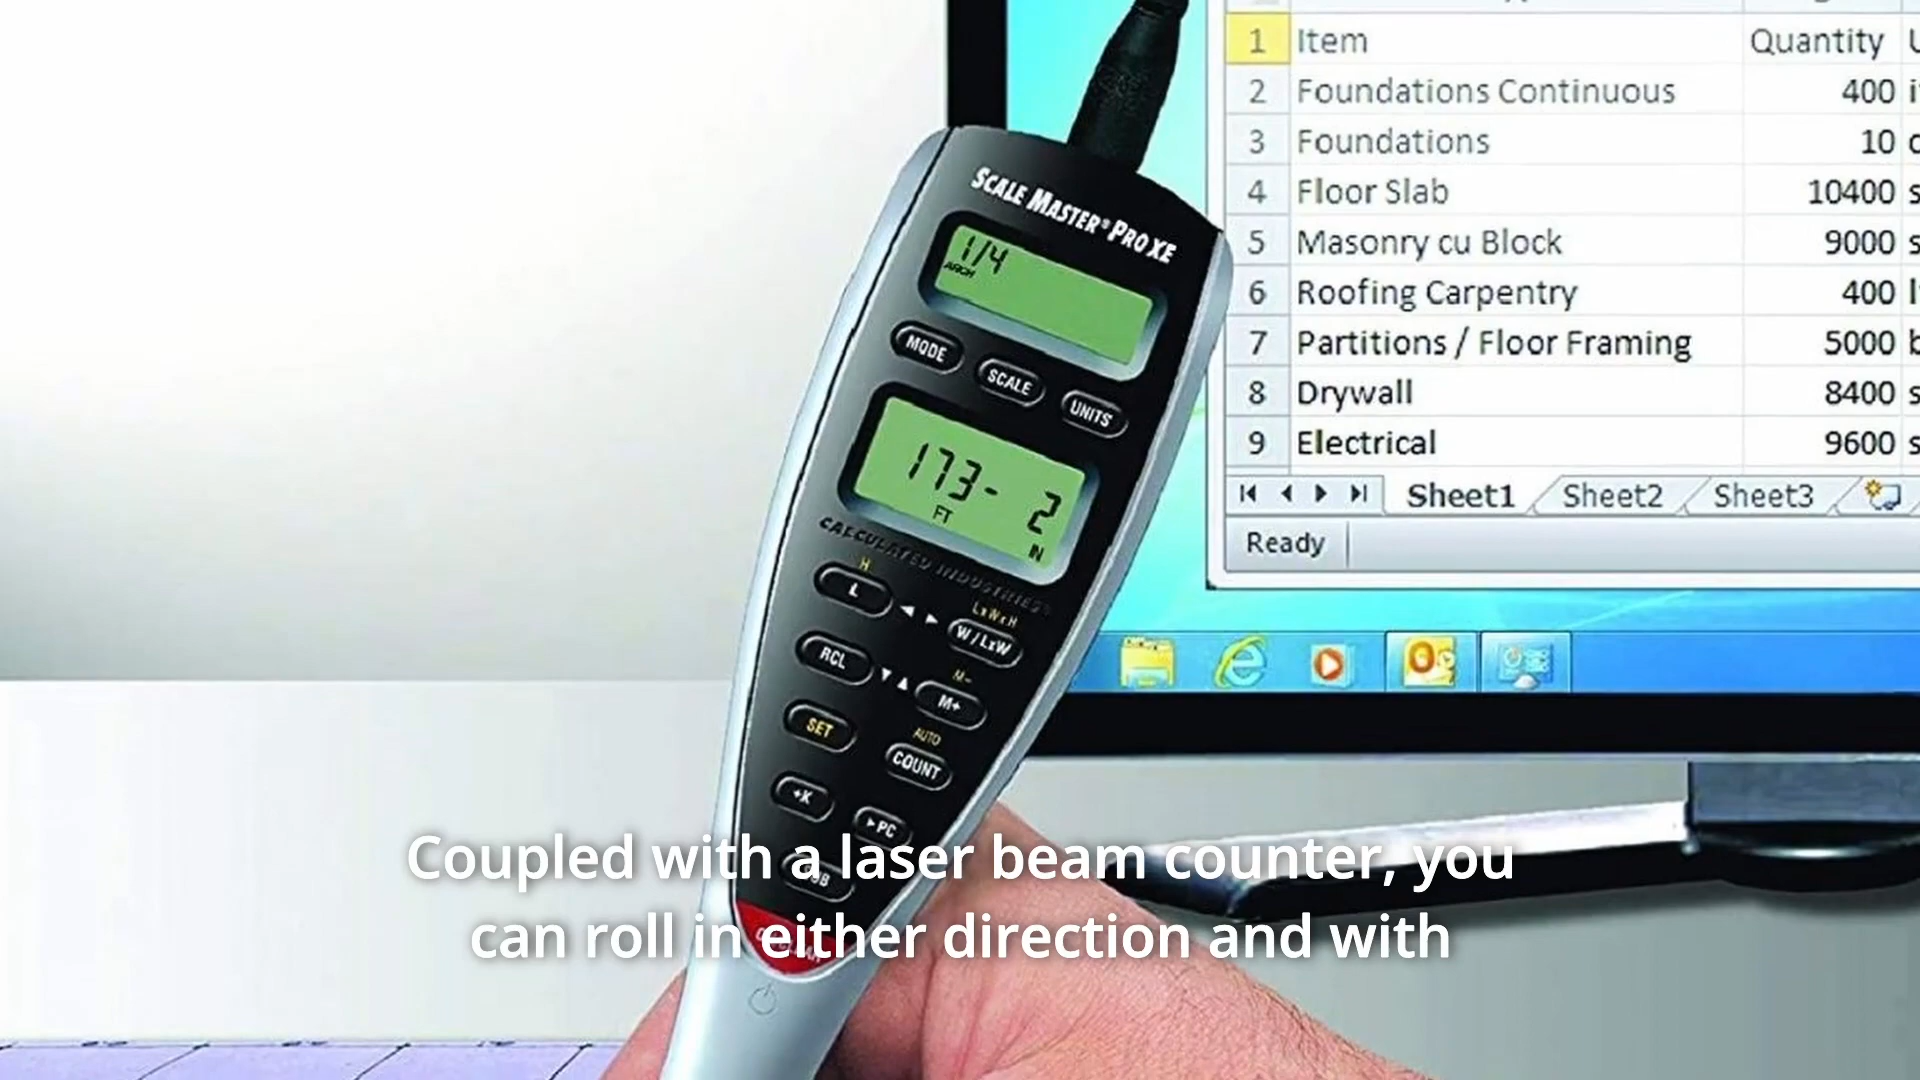 SCALE MASTER® PRO XE
1/4
ARCH
MODE
SCALE
UNITS
173- 2
FT
IN
CALCULATED INDUSTRIES
H
L
LxWxH
W/LxW
RCL
M-
M+
SET
AUTO
COUNT
+K
►PC
1 Item Quantity
2 Foundations Continuous 400
3 Foundations 10
4 Floor Slab 10400
5 Masonry cu Block 9000
6 Roofing Carpentry 400
7 Partitions / Floor Framing 5000
8 Drywall 8400
9 Electrical 9600
Sheet1 Sheet2 Sheet3
Ready
Coupled with a laser beam counter, you
can roll in either direction and with